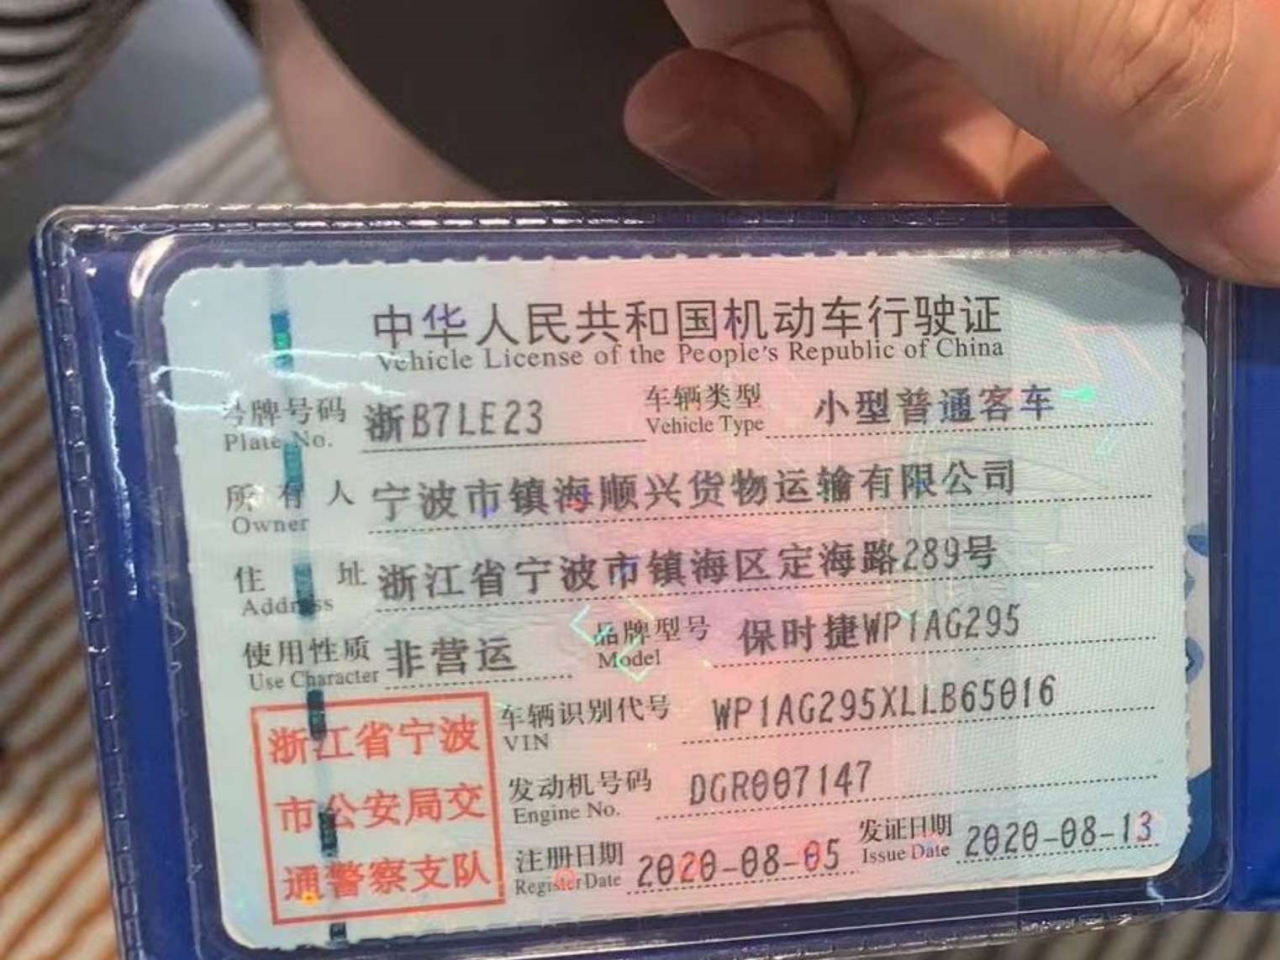 中华人民共和国机动车行驶证
Vehicle License of the People's Republic of China
号牌号码 浙B7LE23 车辆类型 小型普通客车
Plate No. Vehicle Type
所有人 宁波市镇海顺兴货物运输有限公司
Owner
住址 浙江省宁波市镇海区定海路289号
Address
使用性质 非营运 品牌型号 保时捷WP1AG295
Use Character Model
浙江省宁波
市公安局交
通警察支队
车辆识别代号 WP1AG295XLLB65016
VIN
发动机号码 DGR007147
Engine No.
注册日期 2020-08-05 发证日期 2020-08-13
Register Date Issue Date